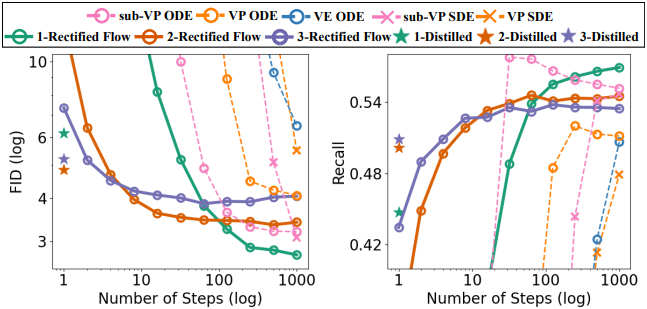 sub-VP ODE VP ODE VE ODE sub-VP SDE VP SDE
1-Rectified Flow 2-Rectified Flow 3-Rectified Flow 1-Distilled 2-Distilled 3-Distilled
FID (log)
10
6
4
3
1 10 100 1000
Number of Steps (log)
Recall
0.54
0.48
0.42
1 10 100 1000
Number of Steps (log)